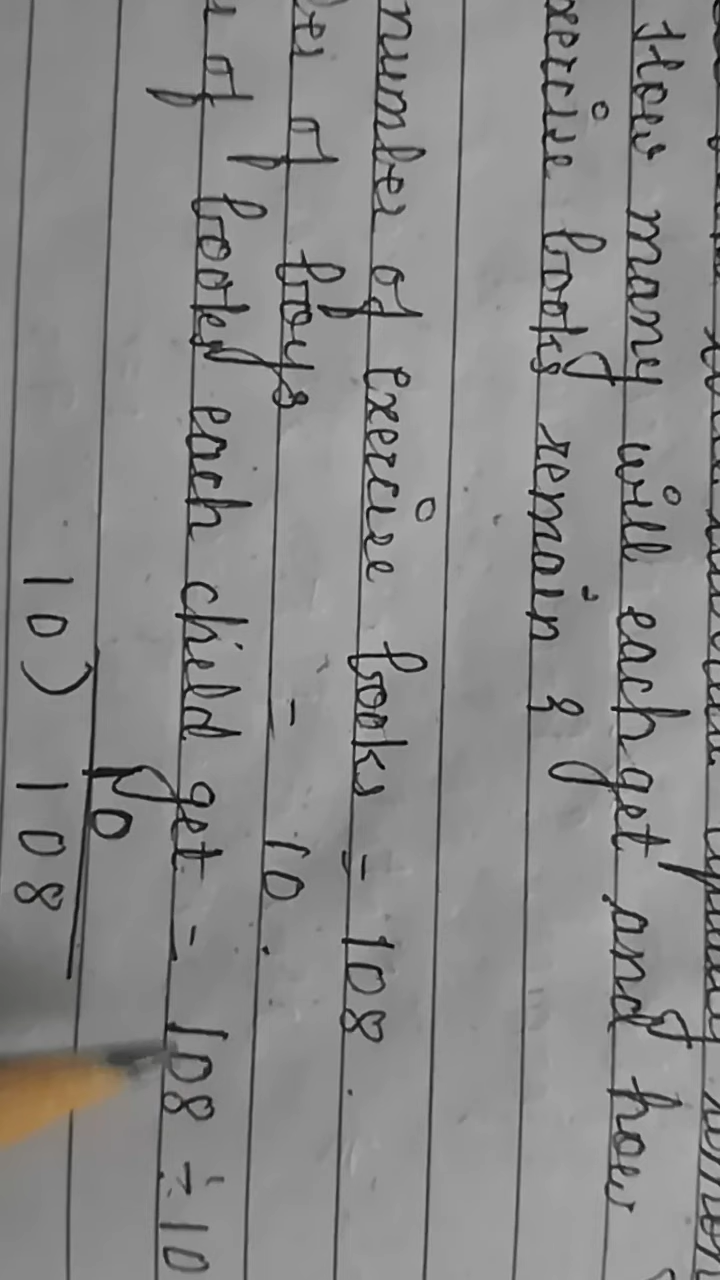 How many will each get and how
exercise books remain ?
number of exercise books = 108 .
of boys = 10 .
of books each child get = 108 ÷ 10
10
10 ) 108